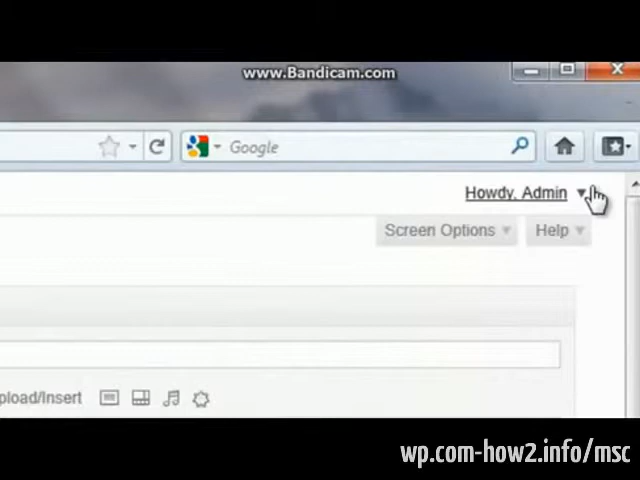 www.Bandicam.com
Google
Howdy, Admin
Screen Options
Help
pload/Insert
wp.com-how2.info/msc